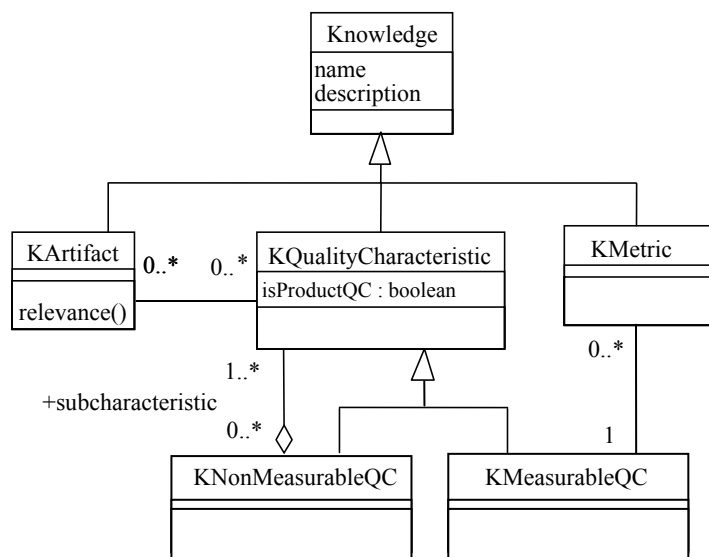 Knowledge
name
description
KArtifact
relevance()
0..*
0..*
KQualityCharacteristic
isProductQC : boolean
KMetric
1..*
+subcharacteristic
0..*
0..*
1
KNonMeasurableQC
KMeasurableQC